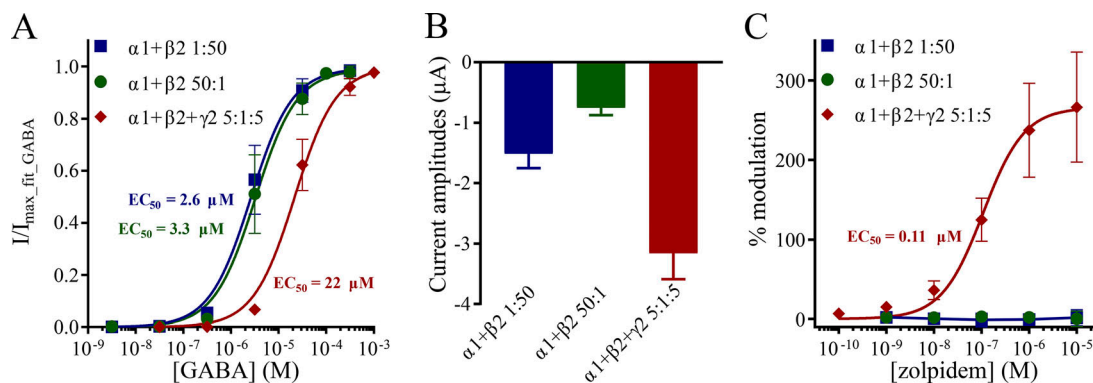 A
α1+β2 1:50
α1+β2 50:1
α1+β2+γ2 5:1:5
I/Imax_fit_GABA
1.0
0.8
0.6
0.4
0.2
0.0
EC50 = 2.6 μM
EC50 = 3.3 μM
EC50 = 22 μM
10-9 10-8 10-7 10-6 10-5 10-4 10-3
[GABA] (M)
B
Current amplitudes (μA)
0
-1
-2
-3
-4
α1+β2 1:50
α1+β2 50:1
α1+β2+γ2 5:1:5
C
α1+β2 1:50
α1+β2 50:1
α1+β2+γ2 5:1:5
% modulation
300
200
100
0
EC50 = 0.11 μM
10-10 10-9 10-8 10-7 10-6 10-5
[zolpidem] (M)